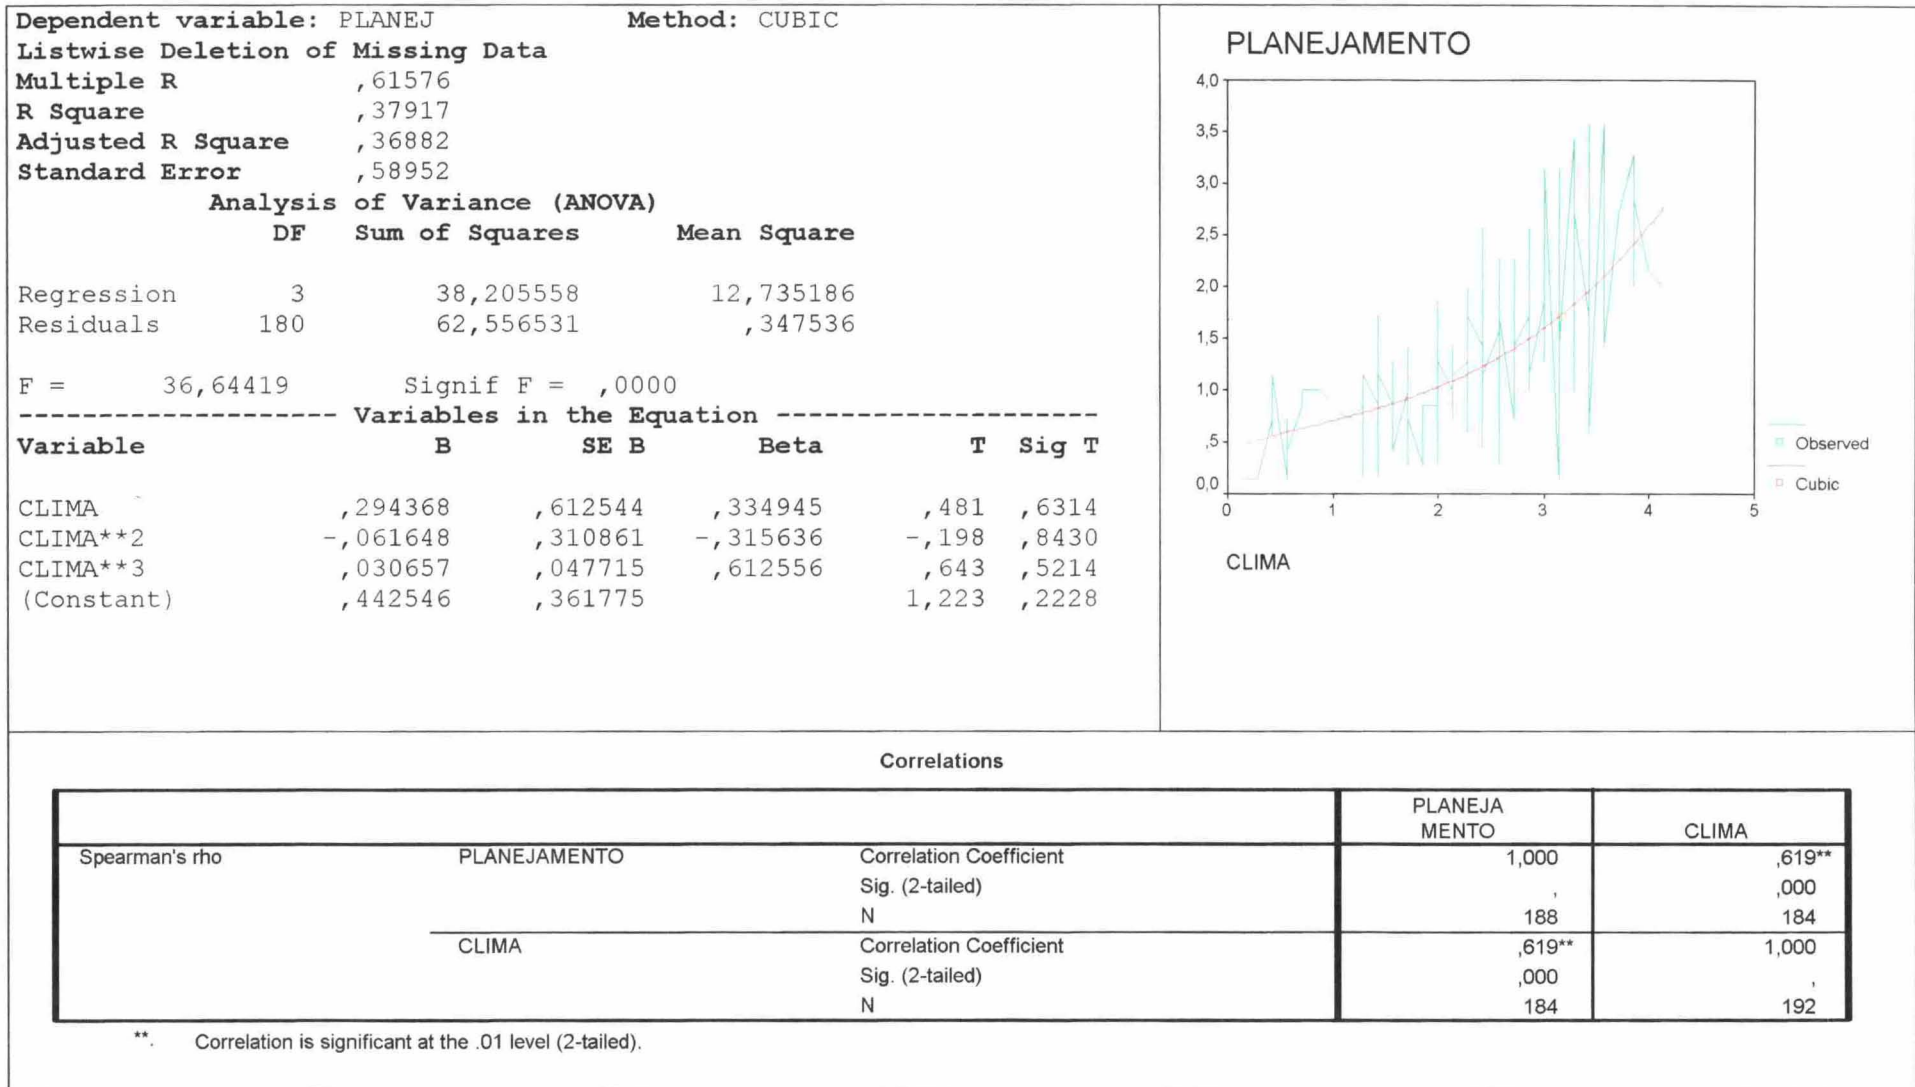 Dependent variable: PLANEJ Method: CUBIC
Listwise Deletion of Missing Data
Multiple R ,61576
R Square ,37917
Adjusted R Square ,36882
Standard Error ,58952
Analysis of Variance (ANOVA)
DF Sum of Squares Mean Square
Regression 3 38,205558 12,735186
Residuals 180 62,556531 ,347536
F = 36,64419 Signif F = ,0000
-------------------- Variables in the Equation --------------------
Variable B SE B Beta T Sig T
CLIMA ,294368 ,612544 ,334945 ,481 ,6314
CLIMA**2 -,061648 ,310861 -,315636 -,198 ,8430
CLIMA**3 ,030657 ,047715 ,612556 ,643 ,5214
(Constant) ,442546 ,361775 1,223 ,2228
PLANEJAMENTO
4,0
3,5
3,0
2,5
2,0
1,5
1,0
,5
0,0
0 1 2 3 4 5
CLIMA
Observed
Cubic
Correlations
PLANEJA
MENTO CLIMA
Spearman's rho PLANEJAMENTO Correlation Coefficient 1,000 ,619**
Sig. (2-tailed) , ,000
N 188 184
CLIMA Correlation Coefficient ,619** 1,000
Sig. (2-tailed) ,000 ,
N 184 192
**. Correlation is significant at the .01 level (2-tailed).